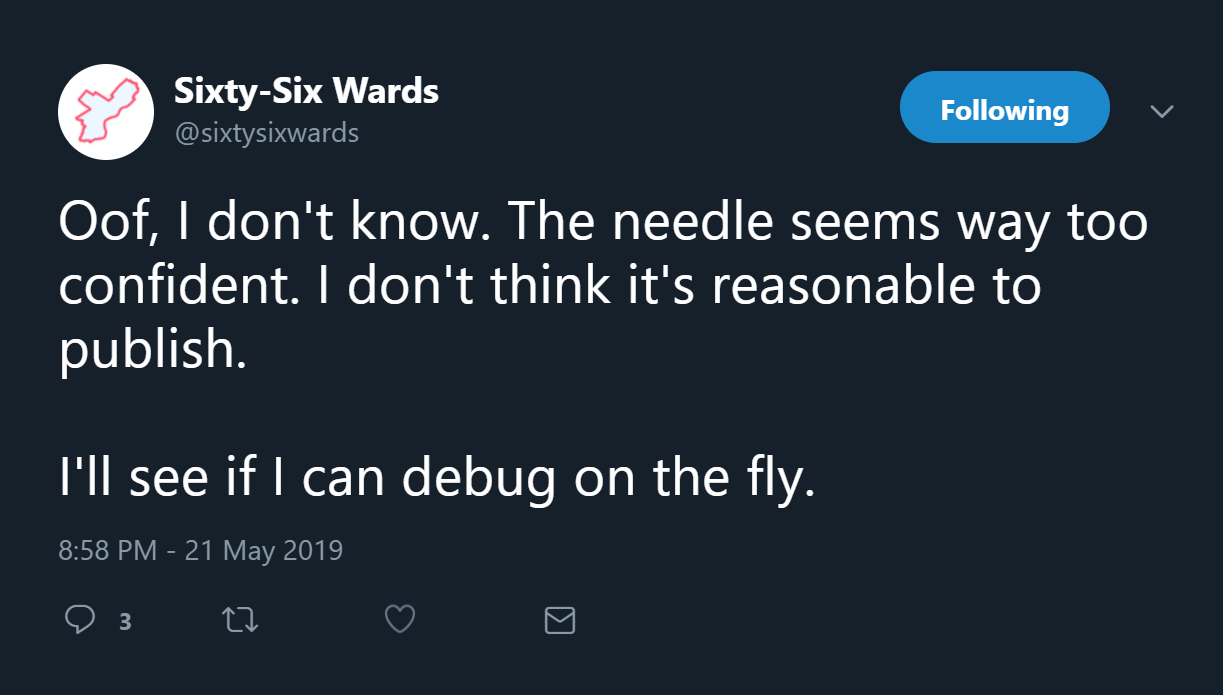 Sixty-Six Wards
@sixtysixwards
Following
Oof, I don't know. The needle seems way too
confident. I don't think it's reasonable to
publish.
I'll see if I can debug on the fly.
8:58 PM - 21 May 2019
3